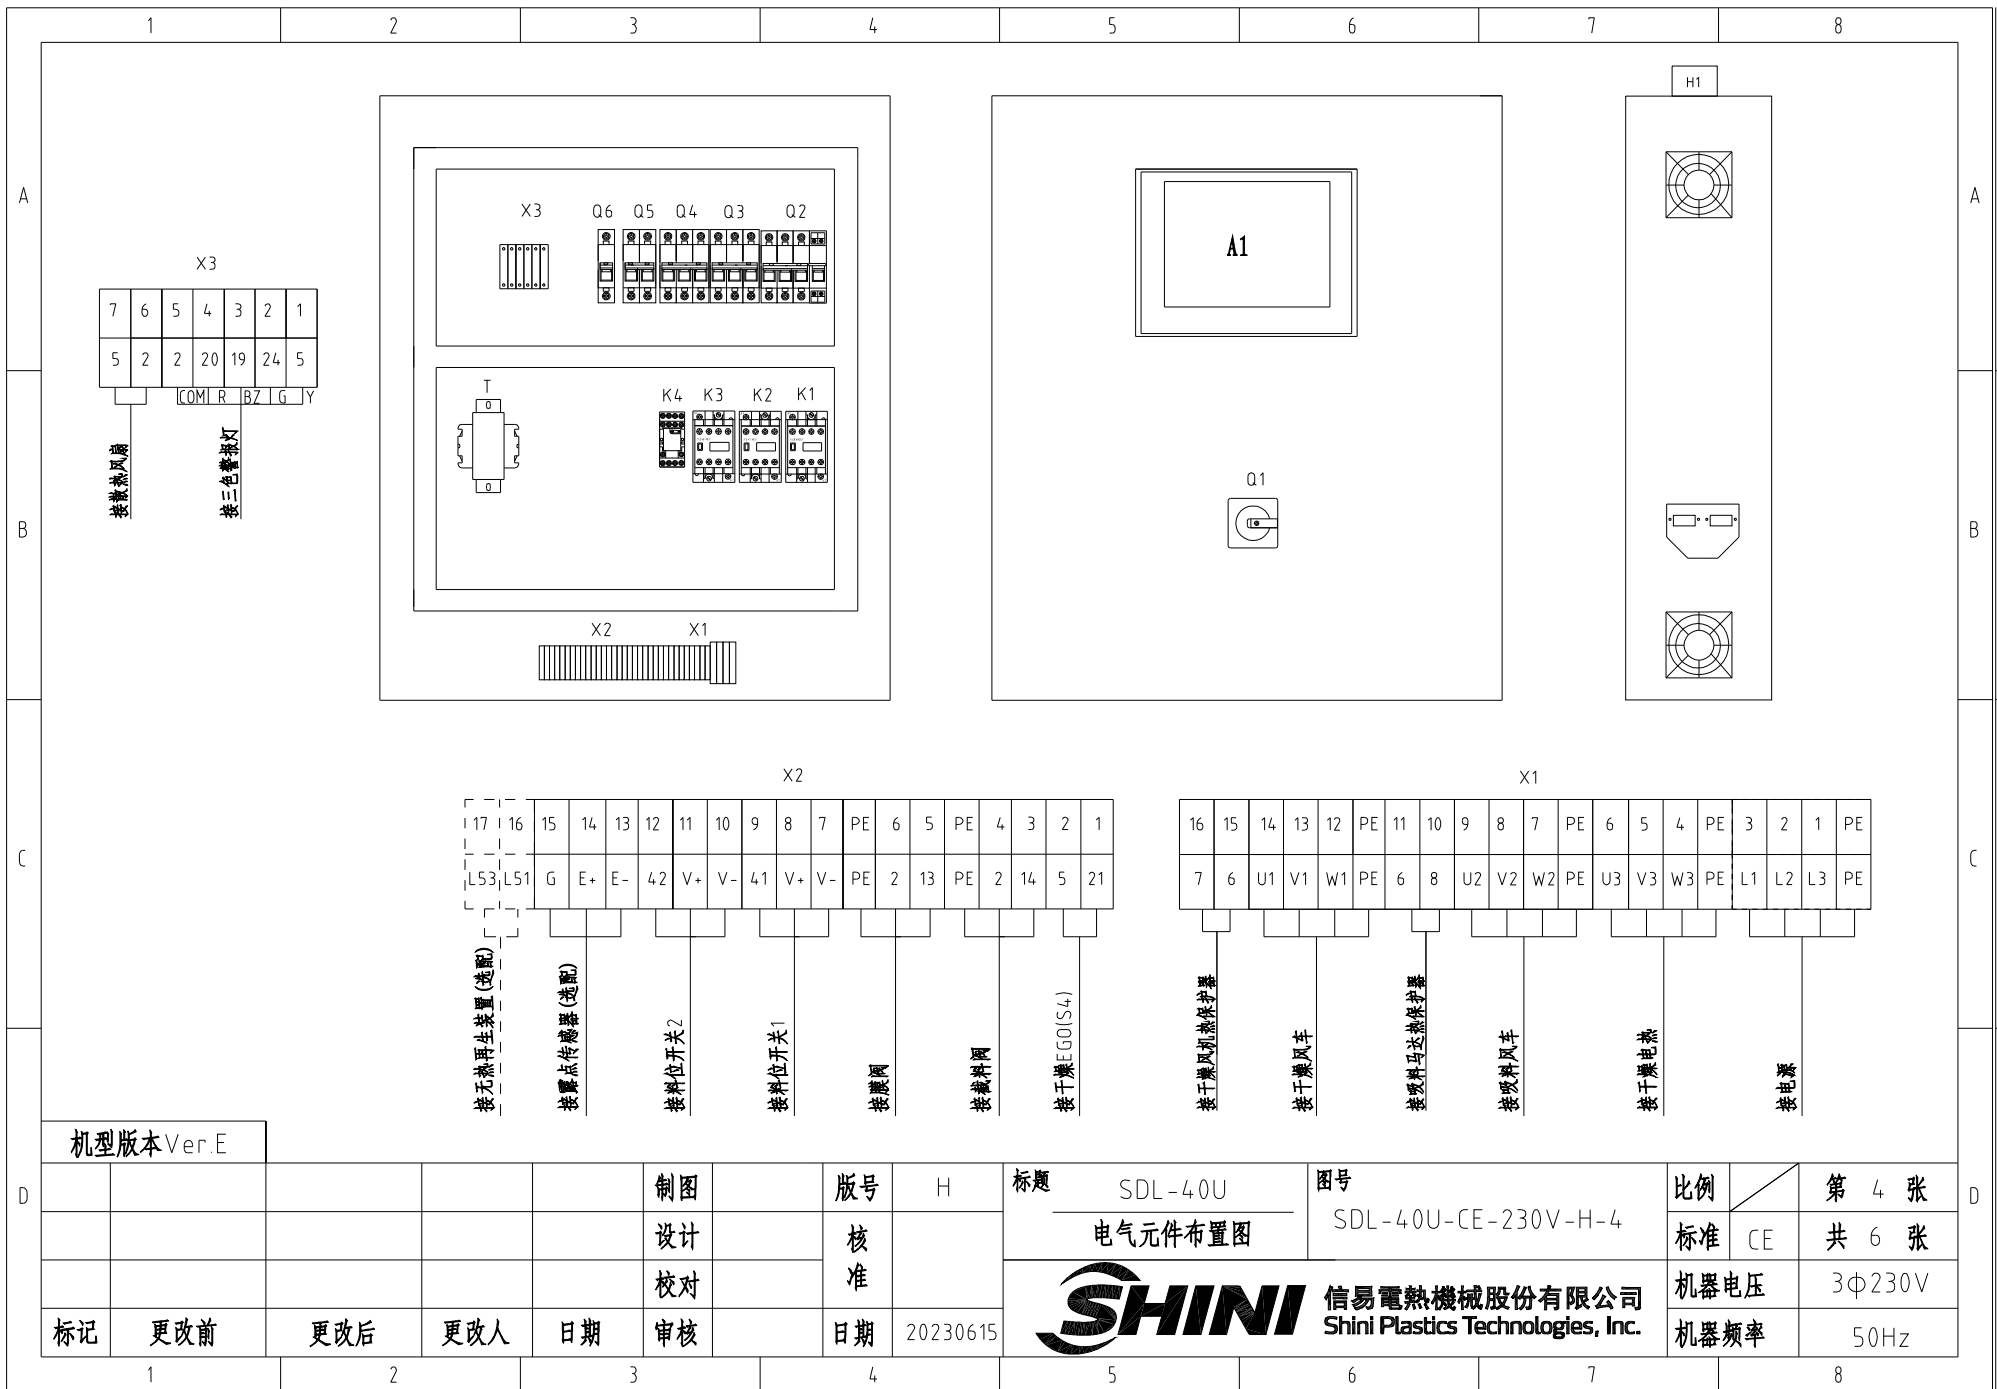 1 2 3 4 5 6 7 8
H1
A A
X3 Q6 Q5 Q4 Q3 Q2
A1
X3
7 6 5 4 3 2 1
5 2 2 20 19 24 5
COM R BZ G Y
T K4 K3 K2 K1
接散热风扇
接三色警报灯
Q1
B B
X2 X1
X2
17 16 15 14 13 12 11 10 9 8 7 PE 6 5 PE 4 3 2 1
L53 L51 G E+ E- 42 V+ V- 41 V+ V- PE 2 13 PE 2 14 5 21
接无热再生装置(选配)
接露点传感器(选配)
接料位开关2
接料位开关1
接膜阀
接截料阀
接干燥EGO(S4)
X1
16 15 14 13 12 PE 11 10 9 8 7 PE 6 5 4 PE 3 2 1 PE
7 6 U1 V1 W1 PE 6 8 U2 V2 W2 PE U3 V3 W3 PE L1 L2 L3 PE
接干燥风机热保护器
接干燥风车
接吸料马达热保护器
接吸料风车
接干燥电热
接电源
C C
机型版本Ver.E
D D
制图 版号 H
设计 核准
校对
标记 更改前 更改后 更改人 日期 审核 日期 20230615
标题 SDL-40U
电气元件布置图
图号
SDL-40U-CE-230V-H-4
比例 第 4 张
标准 CE 共 6 张
机器电压 3φ230V
机器频率 50Hz
SHINI
信易電熱機械股份有限公司
Shini Plastics Technologies, Inc.
1 2 3 4 5 6 7 8